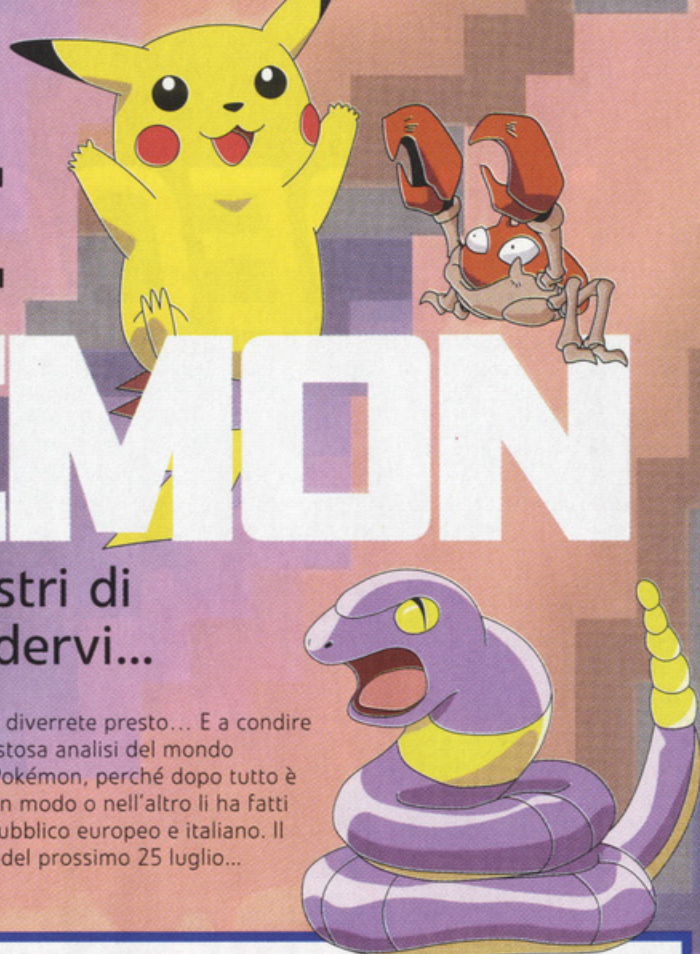 EMON
stri di
dervi...
diverrete presto... E a condire
stosa analisi del mondo
Pokémon, perché dopo tutto è
n modo o nell'altro li ha fatti
ubblico europeo e italiano. Il
del prossimo 25 luglio...